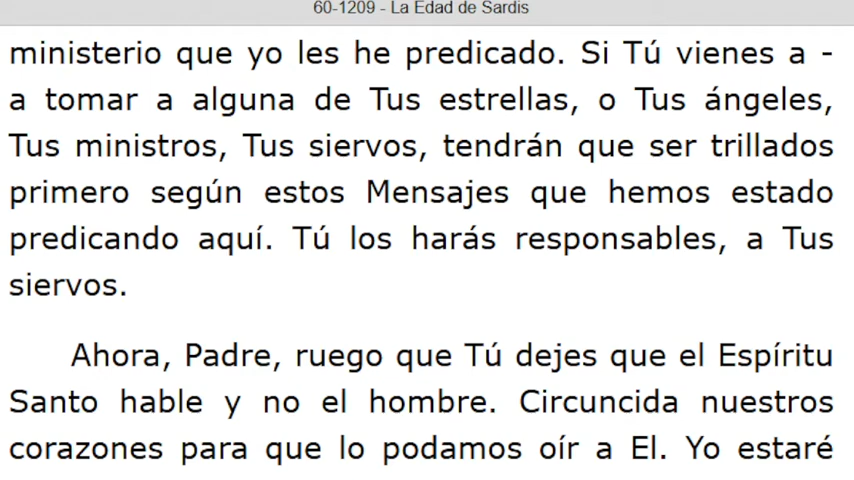 60-1209 - La Edad de Sardis
ministerio que yo les he predicado. Si Tú vienes a -
a tomar a alguna de Tus estrellas, o Tus ángeles,
Tus ministros, Tus siervos, tendrán que ser trillados
primero según estos Mensajes que hemos estado
predicando aquí. Tú los harás responsables, a Tus
siervos.
Ahora, Padre, ruego que Tú dejes que el Espíritu
Santo hable y no el hombre. Circuncida nuestros
corazones para que lo podamos oír a El. Yo estaré